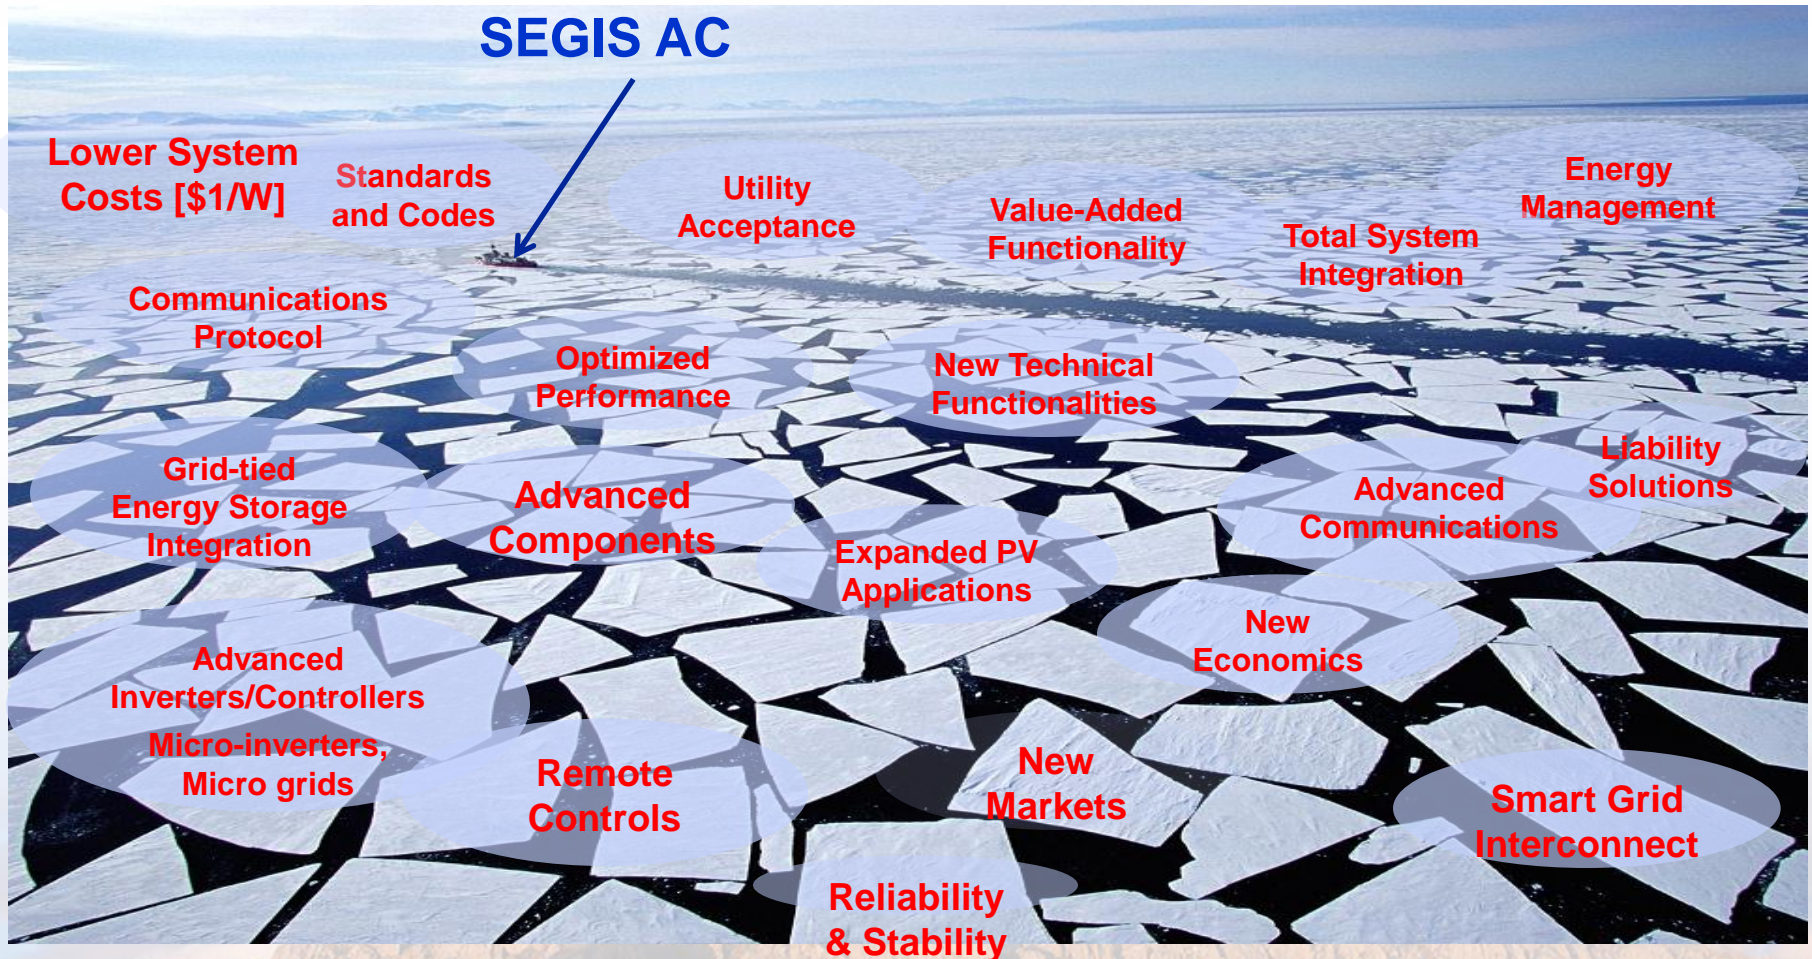 SEGIS AC
Lower System
Costs [$1/W]
Standards
and Codes
Utility
Acceptance
Value-Added
Functionality
Total System
Integration
Energy
Management
Communications
Protocol
Optimized
Performance
New Technical
Functionalities
Liability
Solutions
Grid-tied
Energy Storage
Integration
Advanced
Components
Expanded PV
Applications
Advanced
Communications
New
Economics
Advanced
Inverters/Controllers
Micro-inverters,
Micro grids
Remote
Controls
New
Markets
Smart Grid
Interconnect
Reliability
& Stability